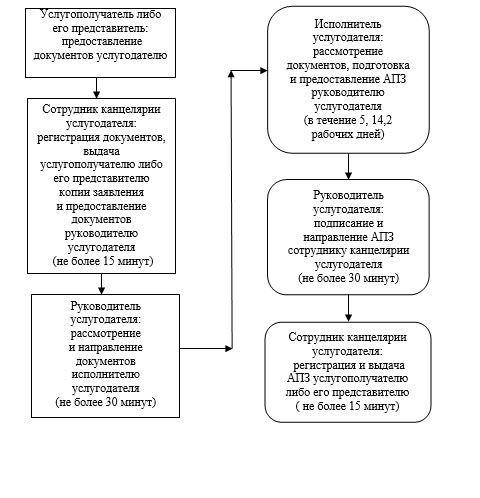 Услугополучатель либо
его представитель:
предоставление
документов услугодателю
Сотрудник канцелярии
услугодателя:
регистрация документов,
выдача
услугополучателю либо
его представителю
копии заявления
и предоставление
документов
руководителю
услугодателя
(не более 15 минут)
Руководитель
услугодателя:
рассмотрение
и направление
документов
исполнителю
услугодателя
(не более 30 минут)
Исполнитель
услугодателя:
рассмотрение
документов, подготовка
и предоставление АПЗ
руководителю
услугодателя
(в течение 5, 14,2
рабочих дней)
Руководитель
услугодателя:
подписание и
направление АПЗ
сотруднику канцелярии
услугодателя
(не более 30 минут)
Сотрудник канцелярии
услугодателя:
регистрация и выдача
АПЗ услугополучателю
либо его представителю
( не более 15 минут)